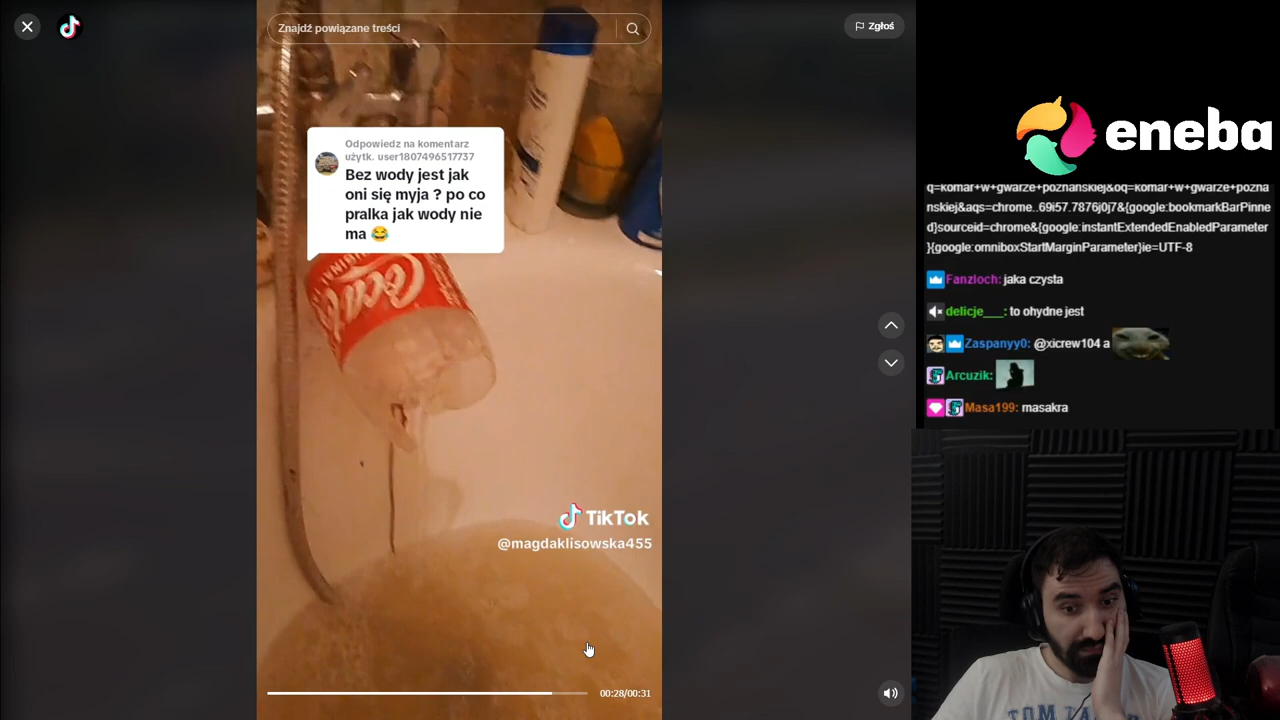 Znajdź powiązane treści
Zgłoś
Odpowiedz na komentarz
użytk. user1807496517737
Bez wody jest jak
oni się myja ? po co
pralka jak wody nie
ma 😂
TikTok
@magdaklisowska455
00:28/00:31
eneba
q=komar+w+gwarze+poznanskiej&oq=komar+w+gwarze+pozna
nskiej&aqs=chrome..69i57.7876j0j7&{google:bookmarkBarPinne
d}sourceid=chrome&{google:instantExtendedEnabledParameter
}{google:omniboxStartMarginParameter}ie=UTF-8
Fanzloch: jaka czysta
delicje___: to ohydne jest
Zaspanyy0: @xicrew104 a
Arcuzik:
Masa199: masakra